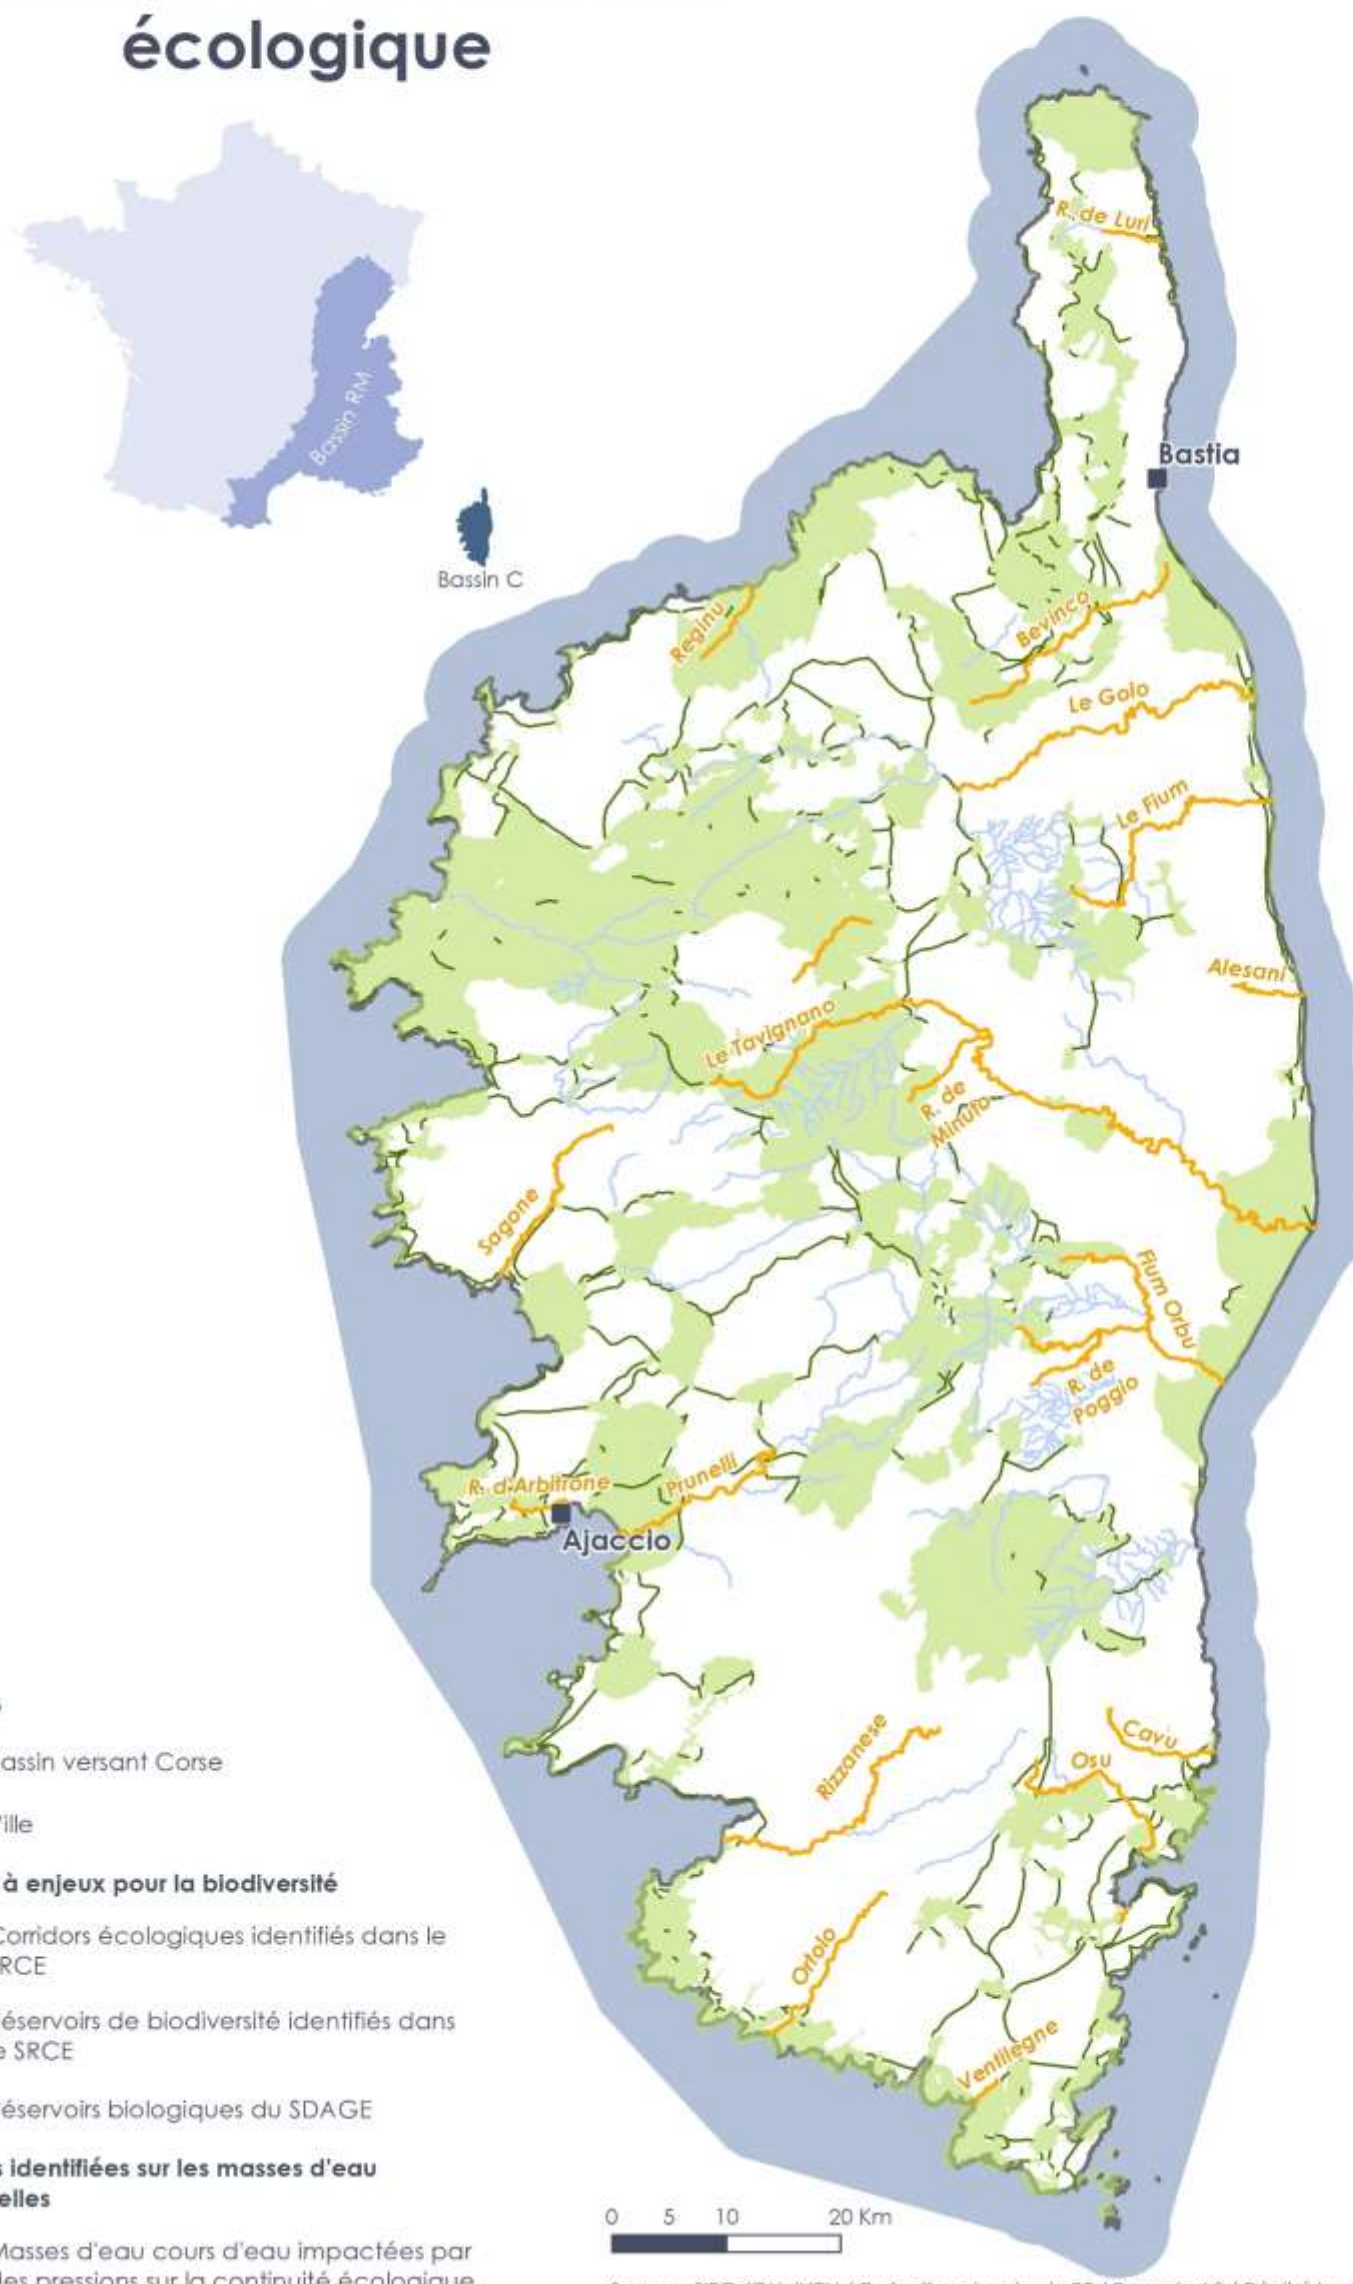 écologique
Bassin RM
Bassin C
R. de Luri
Bastia
Reginu
Bevinco
Le Golo
Le Fium
Alesani
Le Tavignano
R. de
Minuto
Sagone
Fium Orbu
R. de
Poggio
R. d'Arbitrone
Prunelli
Ajaccio
Rizzanese
Cavu
Osu
Ortolo
Ventilegne
assin versant Corse
ille
à enjeux pour la biodiversité
Corridors écologiques identifiés dans le
RCE
éservoirs de biodiversité identifiés dans
e SRCE
éservoirs biologiques du SDAGE
s identifiées sur les masses d'eau
elles
Masses d'eau cours d'eau impactées par
des pressions sur la continuité écologique
0 5 10 20 Km